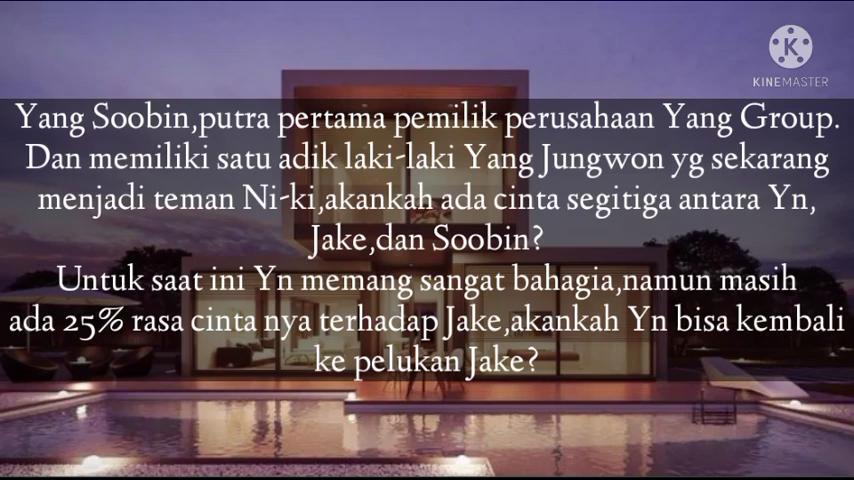 KINEMASTER
Yang Soobin,putra pertama pemilik perusahaan Yang Group.
Dan memiliki satu adik laki-laki Yang Jungwon yg sekarang
menjadi teman Ni-ki,akankah ada cinta segitiga antara Yn,
Jake,dan Soobin?
Untuk saat ini Yn memang sangat bahagia,namun masih
ada 25% rasa cinta nya terhadap Jake,akankah Yn bisa kembali
ke pelukan Jake?